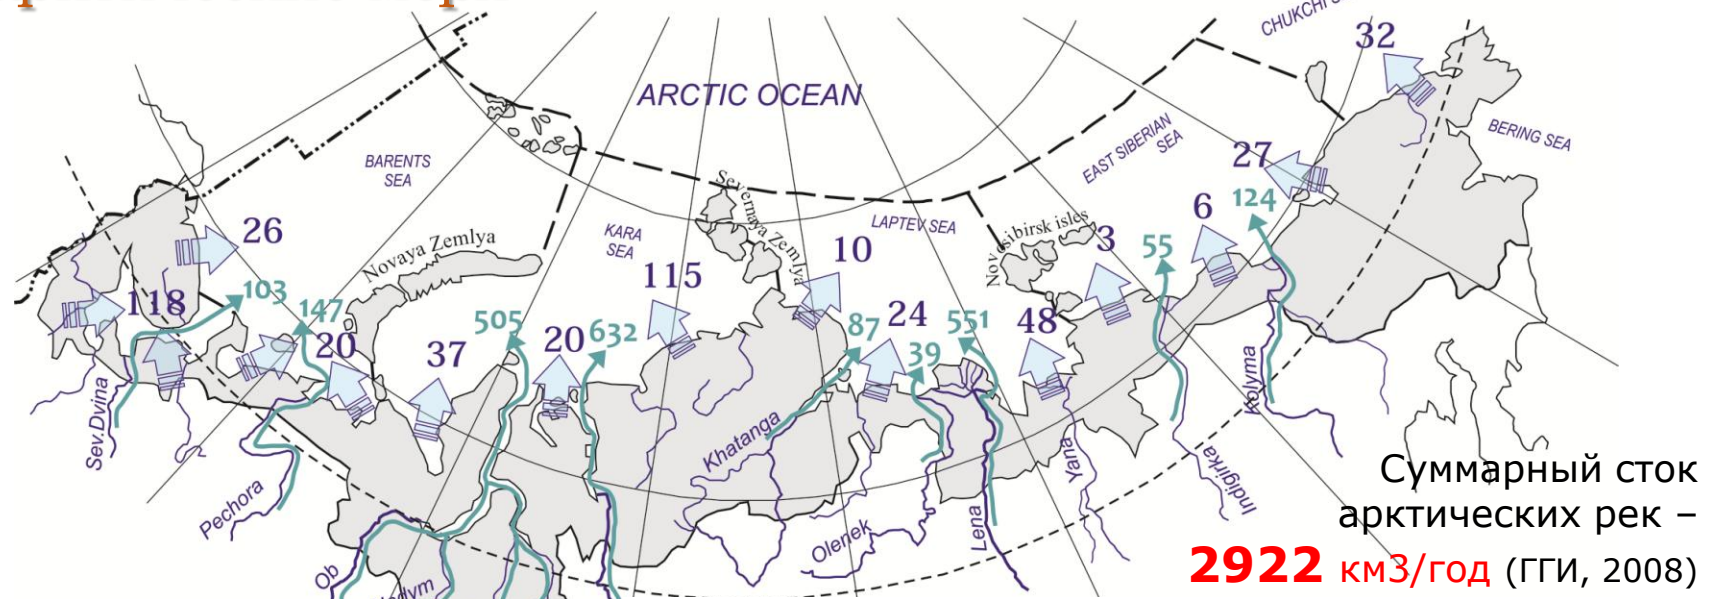 CHUKCHI
32
ARCTIC OCEAN
BERING SEA
EAST SIBERIAN
SEA
BARENTS
SEA
27
Severnaya Zemlya
6
124
26
KARA
SEA
LAPTEV SEA
Novosibirsk isles
3
55
Novaya Zemlya
10
115
118
103
147
20
37
505
20
632
87
24
39
551
48
Sev.Dvina
Pechora
Ob
Khatanga
Olenek
Lena
Yana
Indigirka
Kolyma
Суммарный сток
арктических рек –
2922 км3/год (ГГИ, 2008)